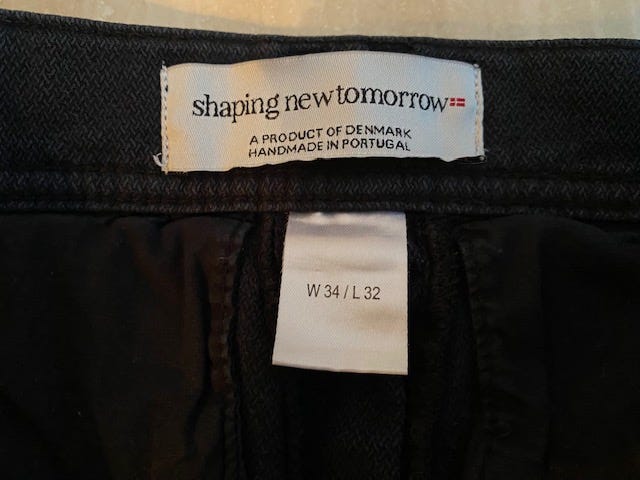 shaping new tomorrow
A PRODUCT OF DENMARK
HANDMADE IN PORTUGAL
W 34 / L 32